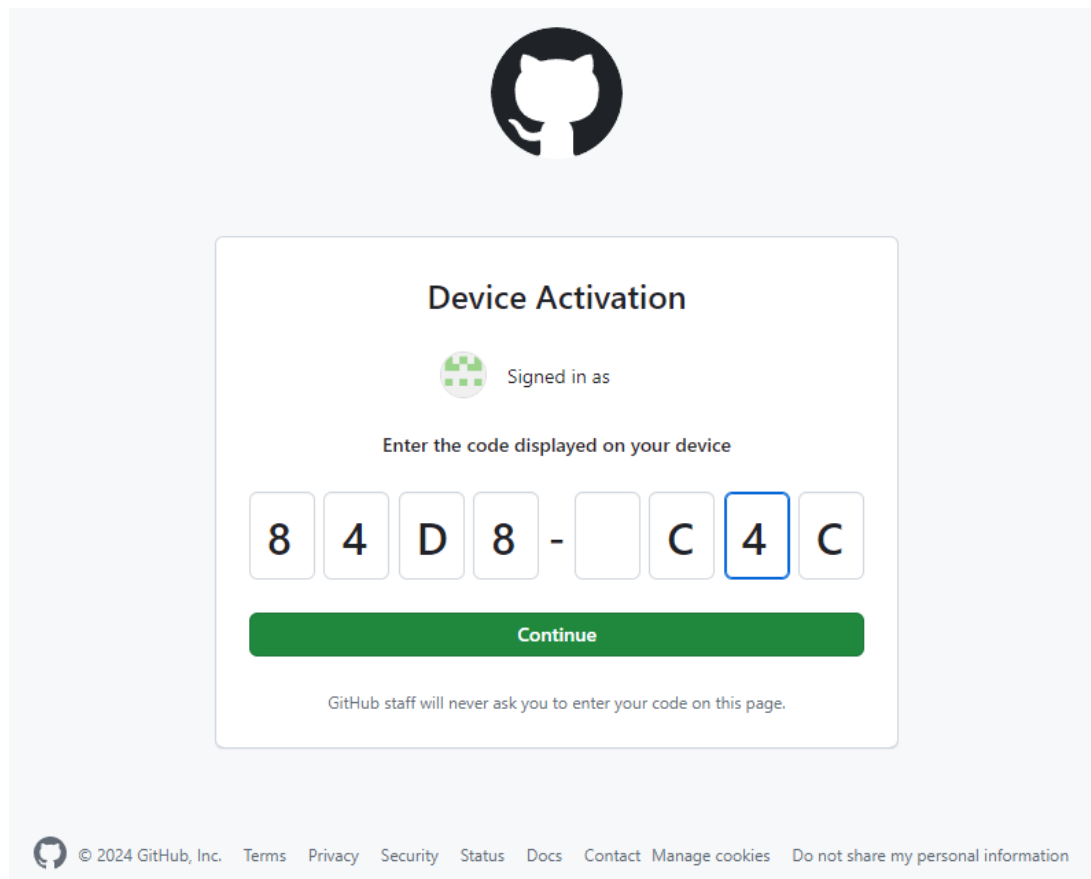 Device Activation
Signed in as
Enter the code displayed on your device
8 4 D 8 - C 4 C
Continue
GitHub staff will never ask you to enter your code on this page.
© 2024 GitHub, Inc. Terms Privacy Security Status Docs Contact Manage cookies Do not share my personal information